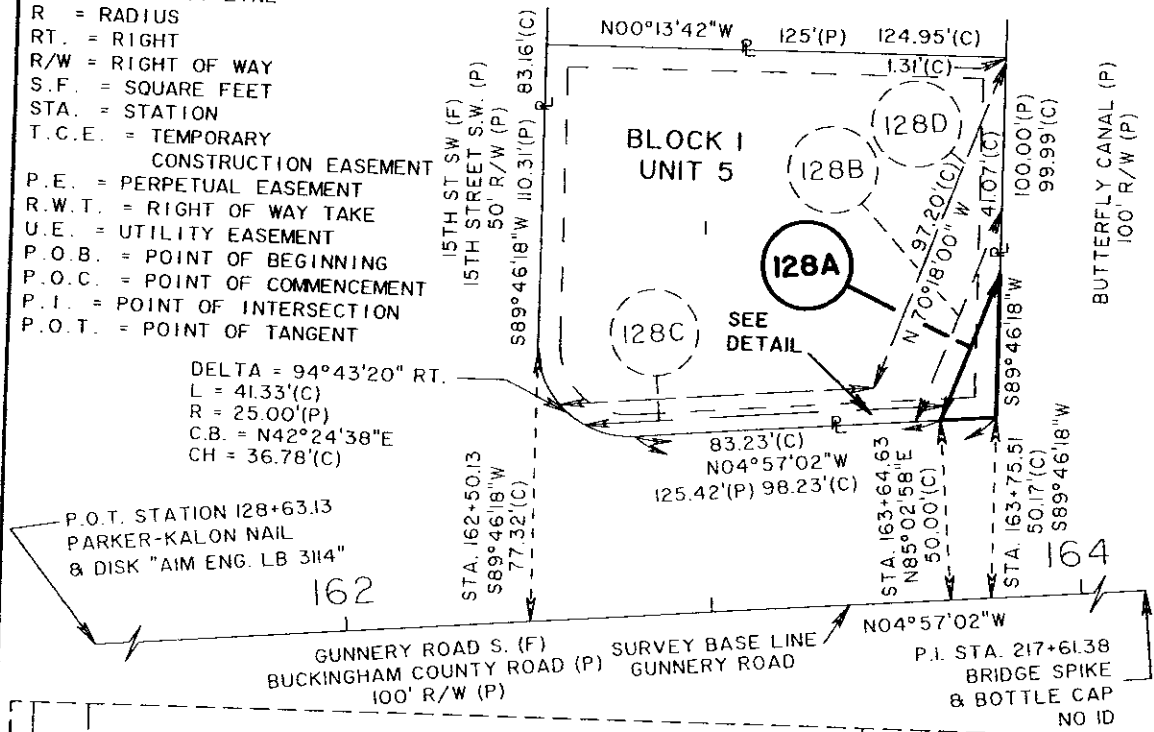 R = RADIUS
RT. = RIGHT
R/W = RIGHT OF WAY
S.F. = SQUARE FEET
STA. = STATION
T.C.E. = TEMPORARY
CONSTRUCTION EASEMENT
P.E. = PERPETUAL EASEMENT
R.W.T. = RIGHT OF WAY TAKE
U.E. = UTILITY EASEMENT
P.O.B. = POINT OF BEGINNING
P.O.C. = POINT OF COMMENCEMENT
P.I. = POINT OF INTERSECTION
P.O.T. = POINT OF TANGENT
N00°13'42"W 125'(P) 124.95'(C)
1.31'(C)
BLOCK I
UNIT 5
128D
128B
128A
128C
SEE
DETAIL
15TH ST SW (F)
15TH STREET S.W. (P)
50' R/W (P)
S89°46'18"W 110.31'(P) 83.16'(C)
97.20'(C)
N 70°18'00" W
41.07'(C)
S89°46'18"W
100.00'(P)
99.99'(C)
BUTTERFLY CANAL (P)
100' R/W (P)
DELTA = 94°43'20" RT.
L = 41.33'(C)
R = 25.00'(P)
C.B. = N42°24'38"E
CH = 36.78'(C)
83.23'(C)
N04°57'02"W
125.42'(P) 98.23'(C)
STA. 162+50.13
S89°46'18"W
77.32'(C)
STA. 163+64.63
N85°02'58"E
50.00'(C)
STA. 163+75.51
50.17'(C)
S89°46'18"W
P.O.T. STATION 128+63.13
PARKER-KALON NAIL
& DISK "AIM ENG. LB 3114"
162
164
GUNNERY ROAD S. (F)
BUCKINGHAM COUNTY ROAD (P)
100' R/W (P)
SURVEY BASE LINE
GUNNERY ROAD
N04°57'02"W
P.I. STA. 217+61.38
BRIDGE SPIKE
& BOTTLE CAP
NO ID